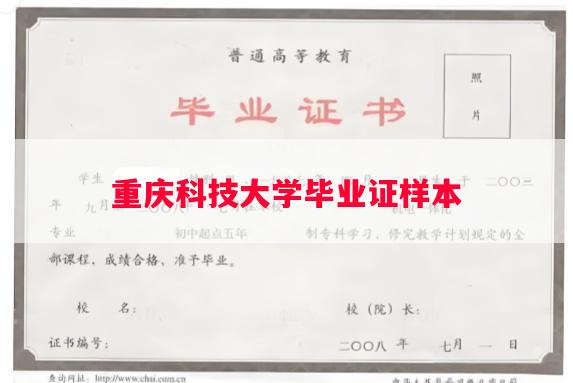 普通高等教育
照
片
毕业证书
学生
二〇〇三
年 九月
重庆科技大学毕业证样本
专业 初中起点五年 制专科学习，修完教学计划规定的全
部课程，成绩合格，准予毕业。
校 名： 校（院）长：
证书编号： 二〇〇八 年 七月 一 日
查询网址：http://www.chsi.com.cn